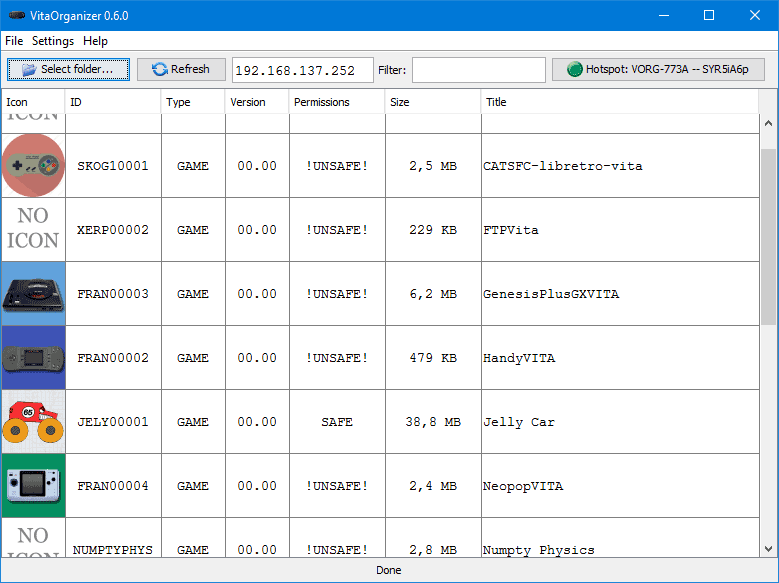 VitaOrganizer 0.6.0
File Settings Help
Select folder... Refresh 192.168.137.252 Filter: Hotspot: VORG-773A -- SYR5iA6p
Icon ID Type Version Permissions Size Title
ICON
SKOG10001 GAME 00.00 !UNSAFE! 2,5 MB CATSFC-libretro-vita
NO
ICON XERP00002 GAME 00.00 !UNSAFE! 229 KB FTPVita
FRAN00003 GAME 00.00 !UNSAFE! 6,2 MB GenesisPlusGXVITA
FRAN00002 GAME 00.00 !UNSAFE! 479 KB HandyVITA
65 JELY00001 GAME 00.00 SAFE 38,8 MB Jelly Car
FRAN00004 GAME 00.00 !UNSAFE! 2,4 MB NeopopVITA
NO
ICON NUMPTYPHYS GAME 00.00 !UNSAFE! 2,8 MB Numpty Physics
Done